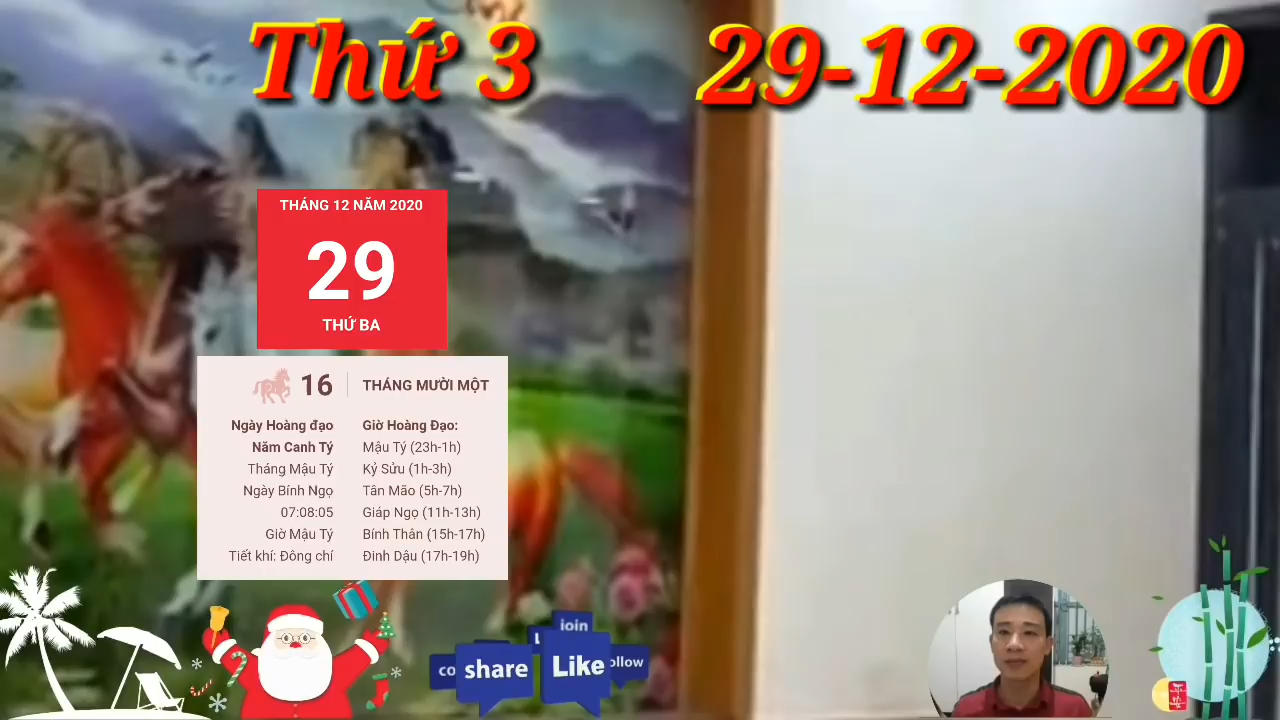 Thứ 3 29-12-2020
THÁNG 12 NĂM 2020
29
THỨ BA
16 THÁNG MƯỜI MỘT
Ngày Hoàng đạo Giờ Hoàng Đạo:
Năm Canh Tý Mậu Tý (23h-1h)
Tháng Mậu Tý Kỷ Sửu (1h-3h)
Ngày Bính Ngọ Tân Mão (5h-7h)
07:08:05 Giáp Ngọ (11h-13h)
Giờ Mậu Tý Bính Thân (15h-17h)
Tiết khí: Đông chí Đinh Dậu (17h-19h)
join
co share Like ollow